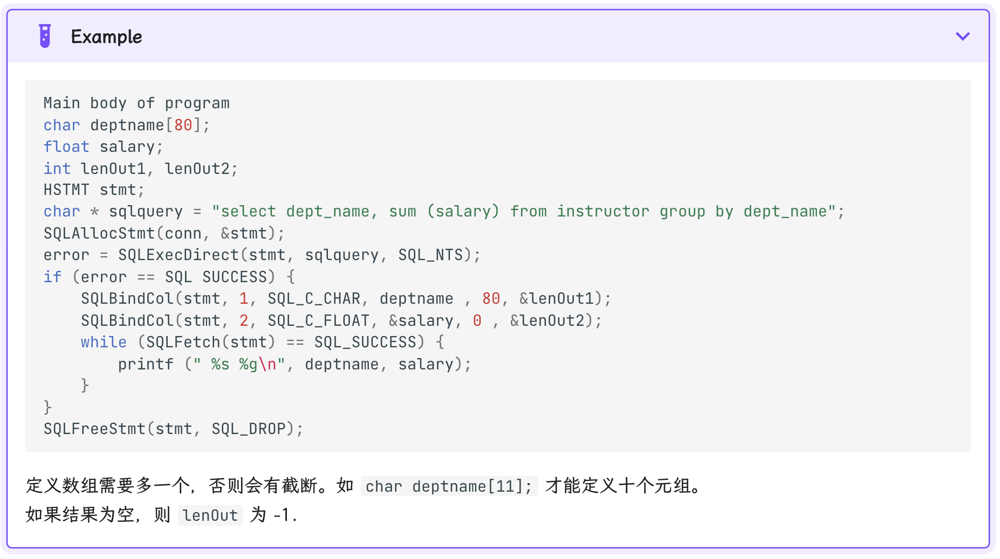 Example
Main body of program
char deptname[80];
float salary;
int lenOut1, lenOut2;
HSTMT stmt;
char * sqlquery = "select dept_name, sum (salary) from instructor group by dept_name";
SQLAllocStmt(conn, &stmt);
error = SQLExecDirect(stmt, sqlquery, SQL_NTS);
if (error == SQL SUCCESS) {
    SQLBindCol(stmt, 1, SQL_C_CHAR, deptname , 80, &lenOut1);
    SQLBindCol(stmt, 2, SQL_C_FLOAT, &salary, 0 , &lenOut2);
    while (SQLFetch(stmt) == SQL_SUCCESS) {
        printf (" %s %g\n", deptname, salary);
    }
}
SQLFreeStmt(stmt, SQL_DROP);
定义数组需要多一个，否则会有截断。如 char deptname[11]; 才能定义十个元组。
如果结果为空，则 lenOut 为 -1.